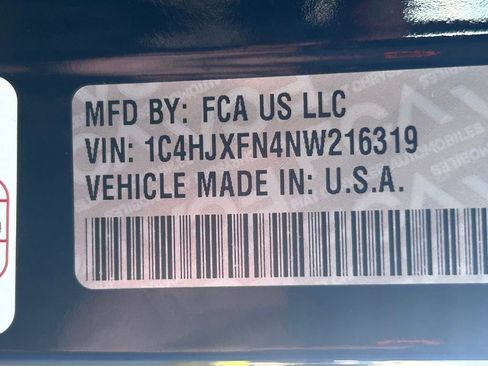 MFD BY: FCA US LLC
VIN: 1C4HJXFN4NW216319
VEHICLE MADE IN: U.S.A.